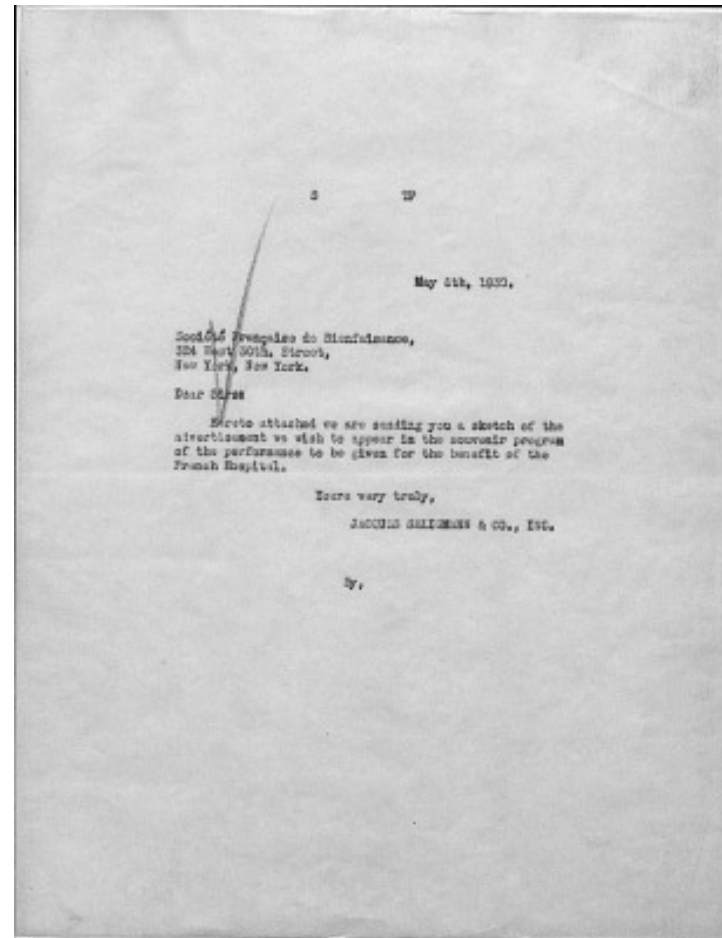 S TP
May 6th, 1930.
Société Française de Bienfaisance,
324 West 30th. Street,
New York, New York.
Dear Sirs:
Hereto attached we are sending you a sketch of the
advertisement we wish to appear in the souvenir program
of the performance to be given for the benefit of the
French Hospital.
Yours very truly,
JACQUES SELIGMANN & CO., INC.
By,